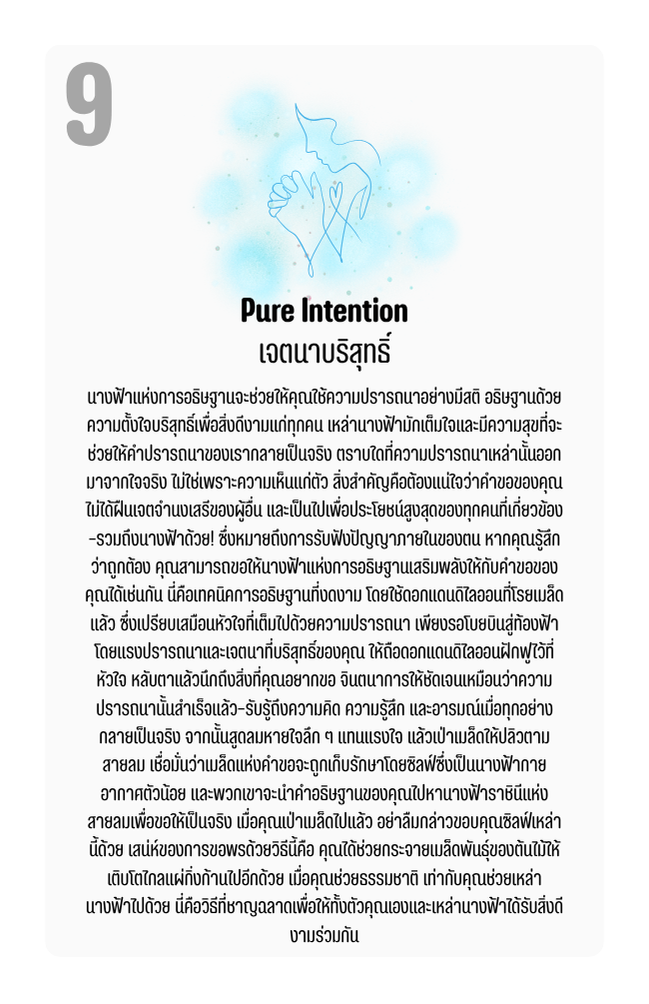 9
Pure Intention
เจตนาบริสุทธิ์
นางฟ้าแห่งการอธิษฐานจะช่วยให้คุณใช้ความปรารถนาอย่างมีสติ อธิษฐานด้วย
ความตั้งใจบริสุทธิ์เพื่อสิ่งดีงามแก่ทุกคน เหล่านางฟ้ามักเต็มใจและมีความสุขที่จะ
ช่วยให้คำปรารถนาของเรากลายเป็นจริง ตราบใดที่ความปรารถนาเหล่านั้นออก
มาจากใจจริง ไม่ใช่เพราะความเห็นแก่ตัว สิ่งสำคัญคือต้องแน่ใจว่าคำขอของคุณ
ไม่ได้ฝืนเจตจำนงเสรีของผู้อื่น และเป็นไปเพื่อประโยชน์สูงสุดของทุกคนที่เกี่ยวข้อง
-รวมถึงนางฟ้าด้วย! ซึ่งหมายถึงการรับฟังปัญญาภายในของตน หากคุณรู้สึก
ว่าถูกต้อง คุณสามารถขอให้นางฟ้าแห่งการอธิษฐานเสริมพลังให้กับคำขอของ
คุณได้เช่นกัน นี่คือเทคนิคการอธิษฐานที่งดงาม โดยใช้ดอกแดนดิไลออนที่โรยเมล็ด
แล้ว ซึ่งเปรียบเสมือนหัวใจที่เต็มไปด้วยความปรารถนา เพียงรอโบยบินสู่ท้องฟ้า
โดยแรงปรารถนาและเจตนาที่บริสุทธิ์ของคุณ ให้ถือดอกแดนดิไลออนฝักฟูไว้ที่
หัวใจ หลับตาแล้วนึกถึงสิ่งที่คุณอยากขอ จินตนาการให้ชัดเจนเหมือนว่าความ
ปรารถนานั้นสำเร็จแล้ว-รับรู้ถึงความคิด ความรู้สึก และอารมณ์เมื่อทุกอย่าง
กลายเป็นจริง จากนั้นสูดลมหายใจลึก ๆ แทนแรงใจ แล้วเป่าเมล็ดให้ปลิวตาม
สายลม เชื่อมั่นว่าเมล็ดแห่งคำขอจะถูกเก็บรักษาโดยซิลฟ์ซึ่งเป็นนางฟ้ากาย
อากาศตัวน้อย และพวกเขาจะนำคำอธิษฐานของคุณไปหานางฟ้าราชินีแห่ง
สายลมเพื่อขอให้เป็นจริง เมื่อคุณเป่าเมล็ดไปแล้ว อย่าลืมกล่าวขอบคุณซิลฟ์เหล่า
นี้ด้วย เสน่ห์ของการขอพรด้วยวิธีนี้คือ คุณได้ช่วยกระจายเมล็ดพันธุ์ของต้นไม้ให้
เติบโตไกลแผ่กิ่งก้านไปอีกด้วย เมื่อคุณช่วยธรรมชาติ เท่ากับคุณช่วยเหล่า
นางฟ้าไปด้วย นี่คือวิธีที่ชาญฉลาดเพื่อให้ทั้งตัวคุณเองและเหล่านางฟ้าได้รับสิ่งดี
งามร่วมกัน